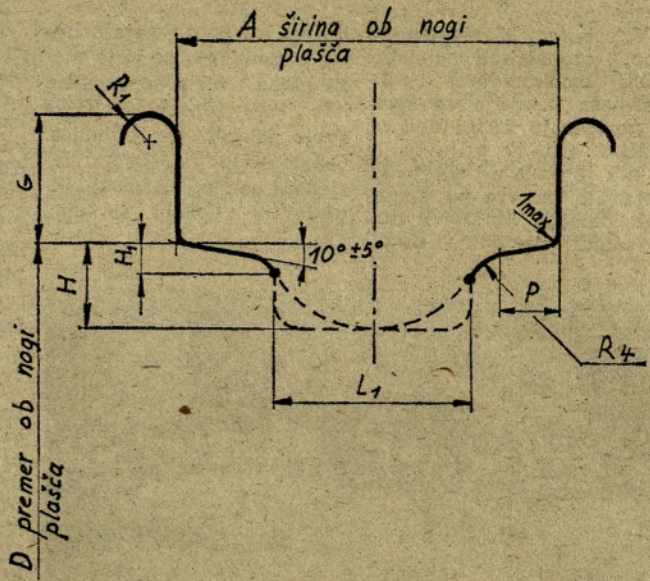 A širina ob nogi
plašča
R1
G
H1
H
10° ±5°
1max
P
R4
L1
D premer ob nogi
plašča